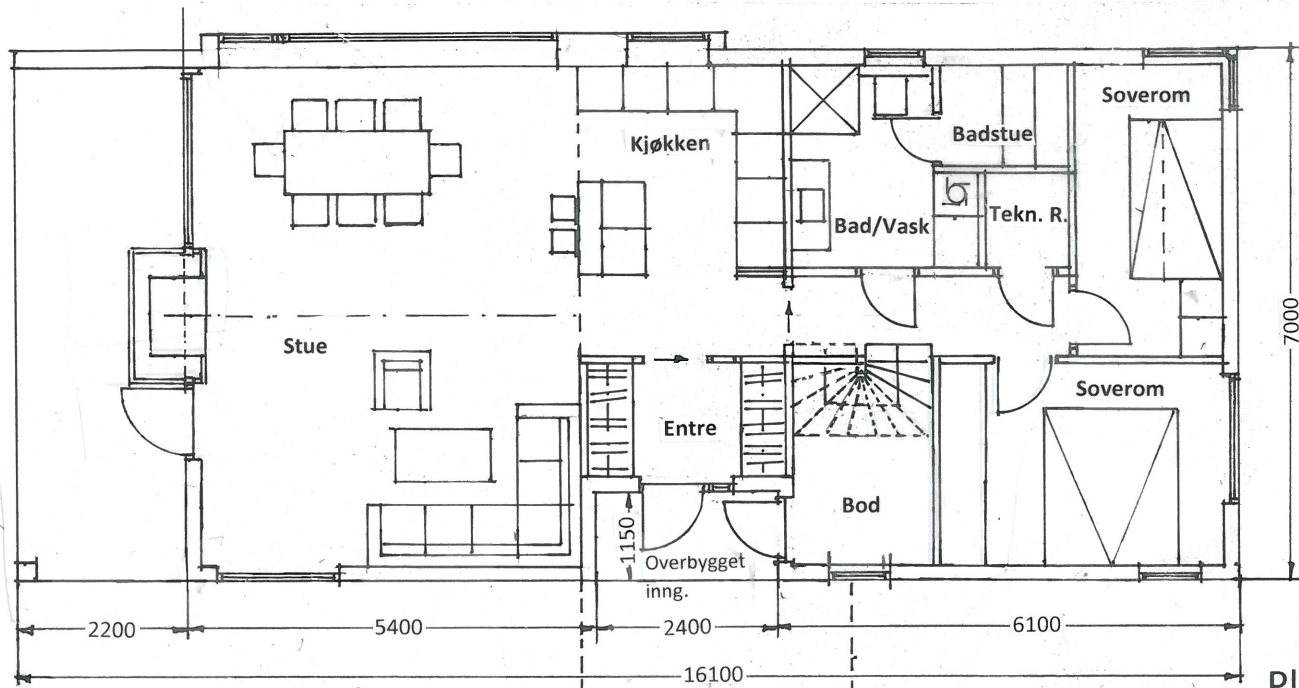 Soverom
Kjøkken
Badstue
Bad/Vask
Tekn. R.
Stue
Soverom
Entre
Bod
7000
1150
Overbygget
inng.
2200
5400
2400
6100
16100